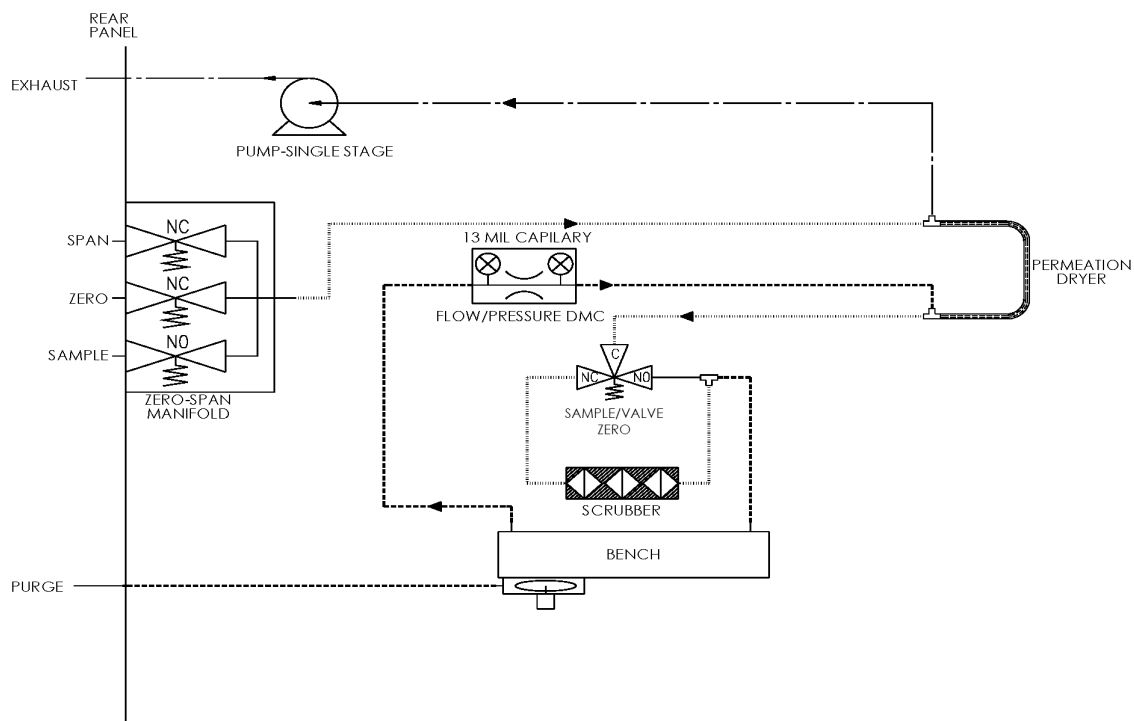 REAR
PANEL
EXHAUST
PUMP-SINGLE STAGE
NC
SPAN
NC
ZERO
NO
SAMPLE
ZERO-SPAN
MANIFOLD
13 MIL CAPILARY
FLOW/PRESSURE DMC
PERMEATION
DRYER
C
NC
NO
SAMPLE/VALVE
ZERO
SCRUBBER
BENCH
PURGE